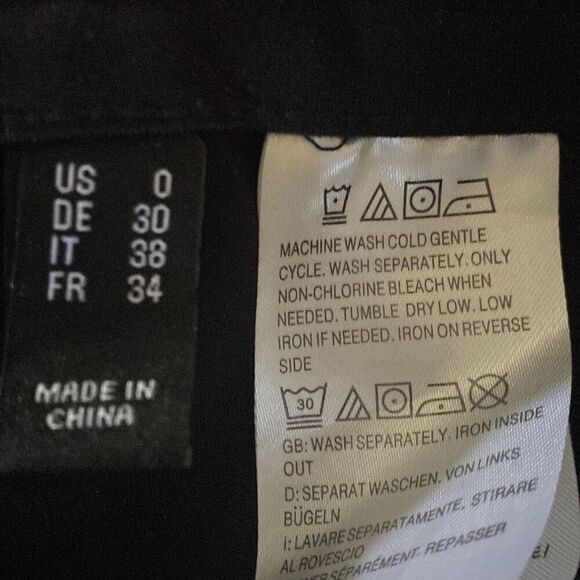 US 0
DE 30
IT 38
FR 34
MADE IN
CHINA
MACHINE WASH COLD GENTLE
CYCLE. WASH SEPARATELY. ONLY
NON-CHLORINE BLEACH WHEN
NEEDED. TUMBLE DRY LOW. LOW
IRON IF NEEDED. IRON ON REVERSE
SIDE
30
GB: WASH SEPARATELY. IRON INSIDE
OUT
D: SEPARAT WASCHEN. VON LINKS
BÜGELN
I: LAVARE SEPARATAMENTE. STIRARE
AL ROVESCIO
SÉPARÉMENT. REPASSER